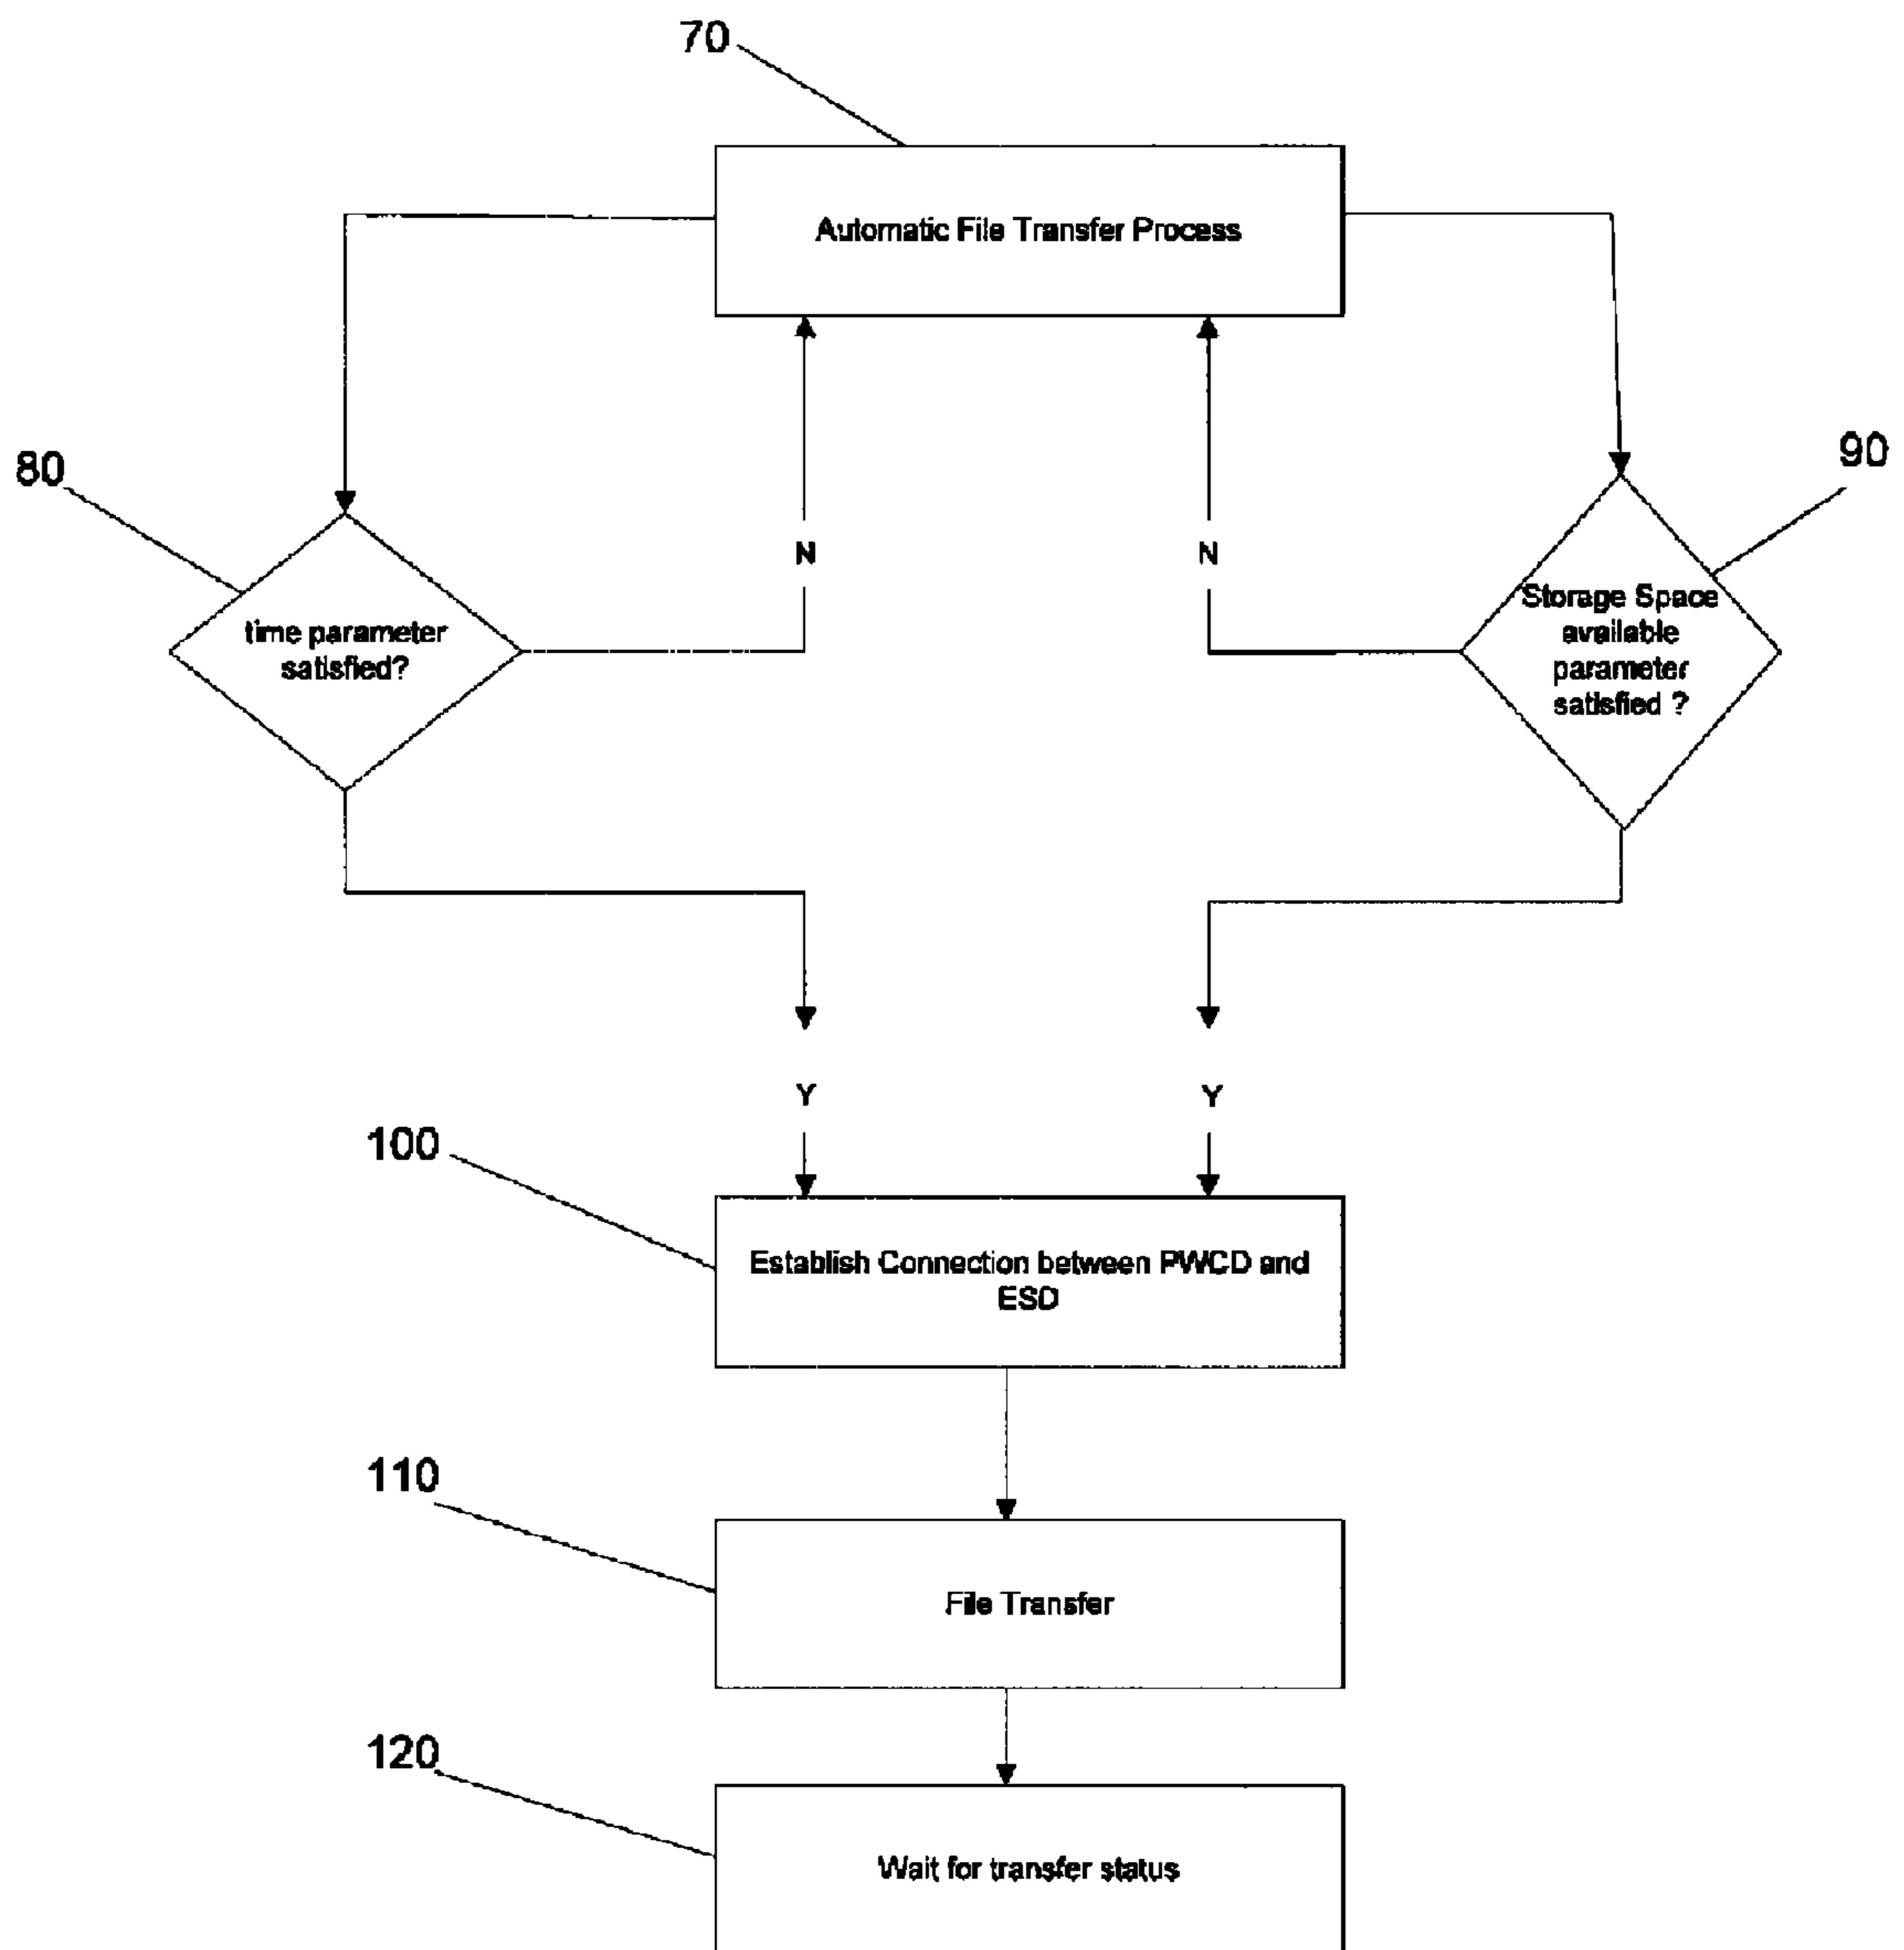 70
Automatic File Transfer Process
80
90
N
N
time parameter
satisfied?
Storage Space
available
parameter
satisfied ?
Y
Y
100
Establish Connection between PWCD and
ESD
110
File Transfer
120
Wait for transfer status